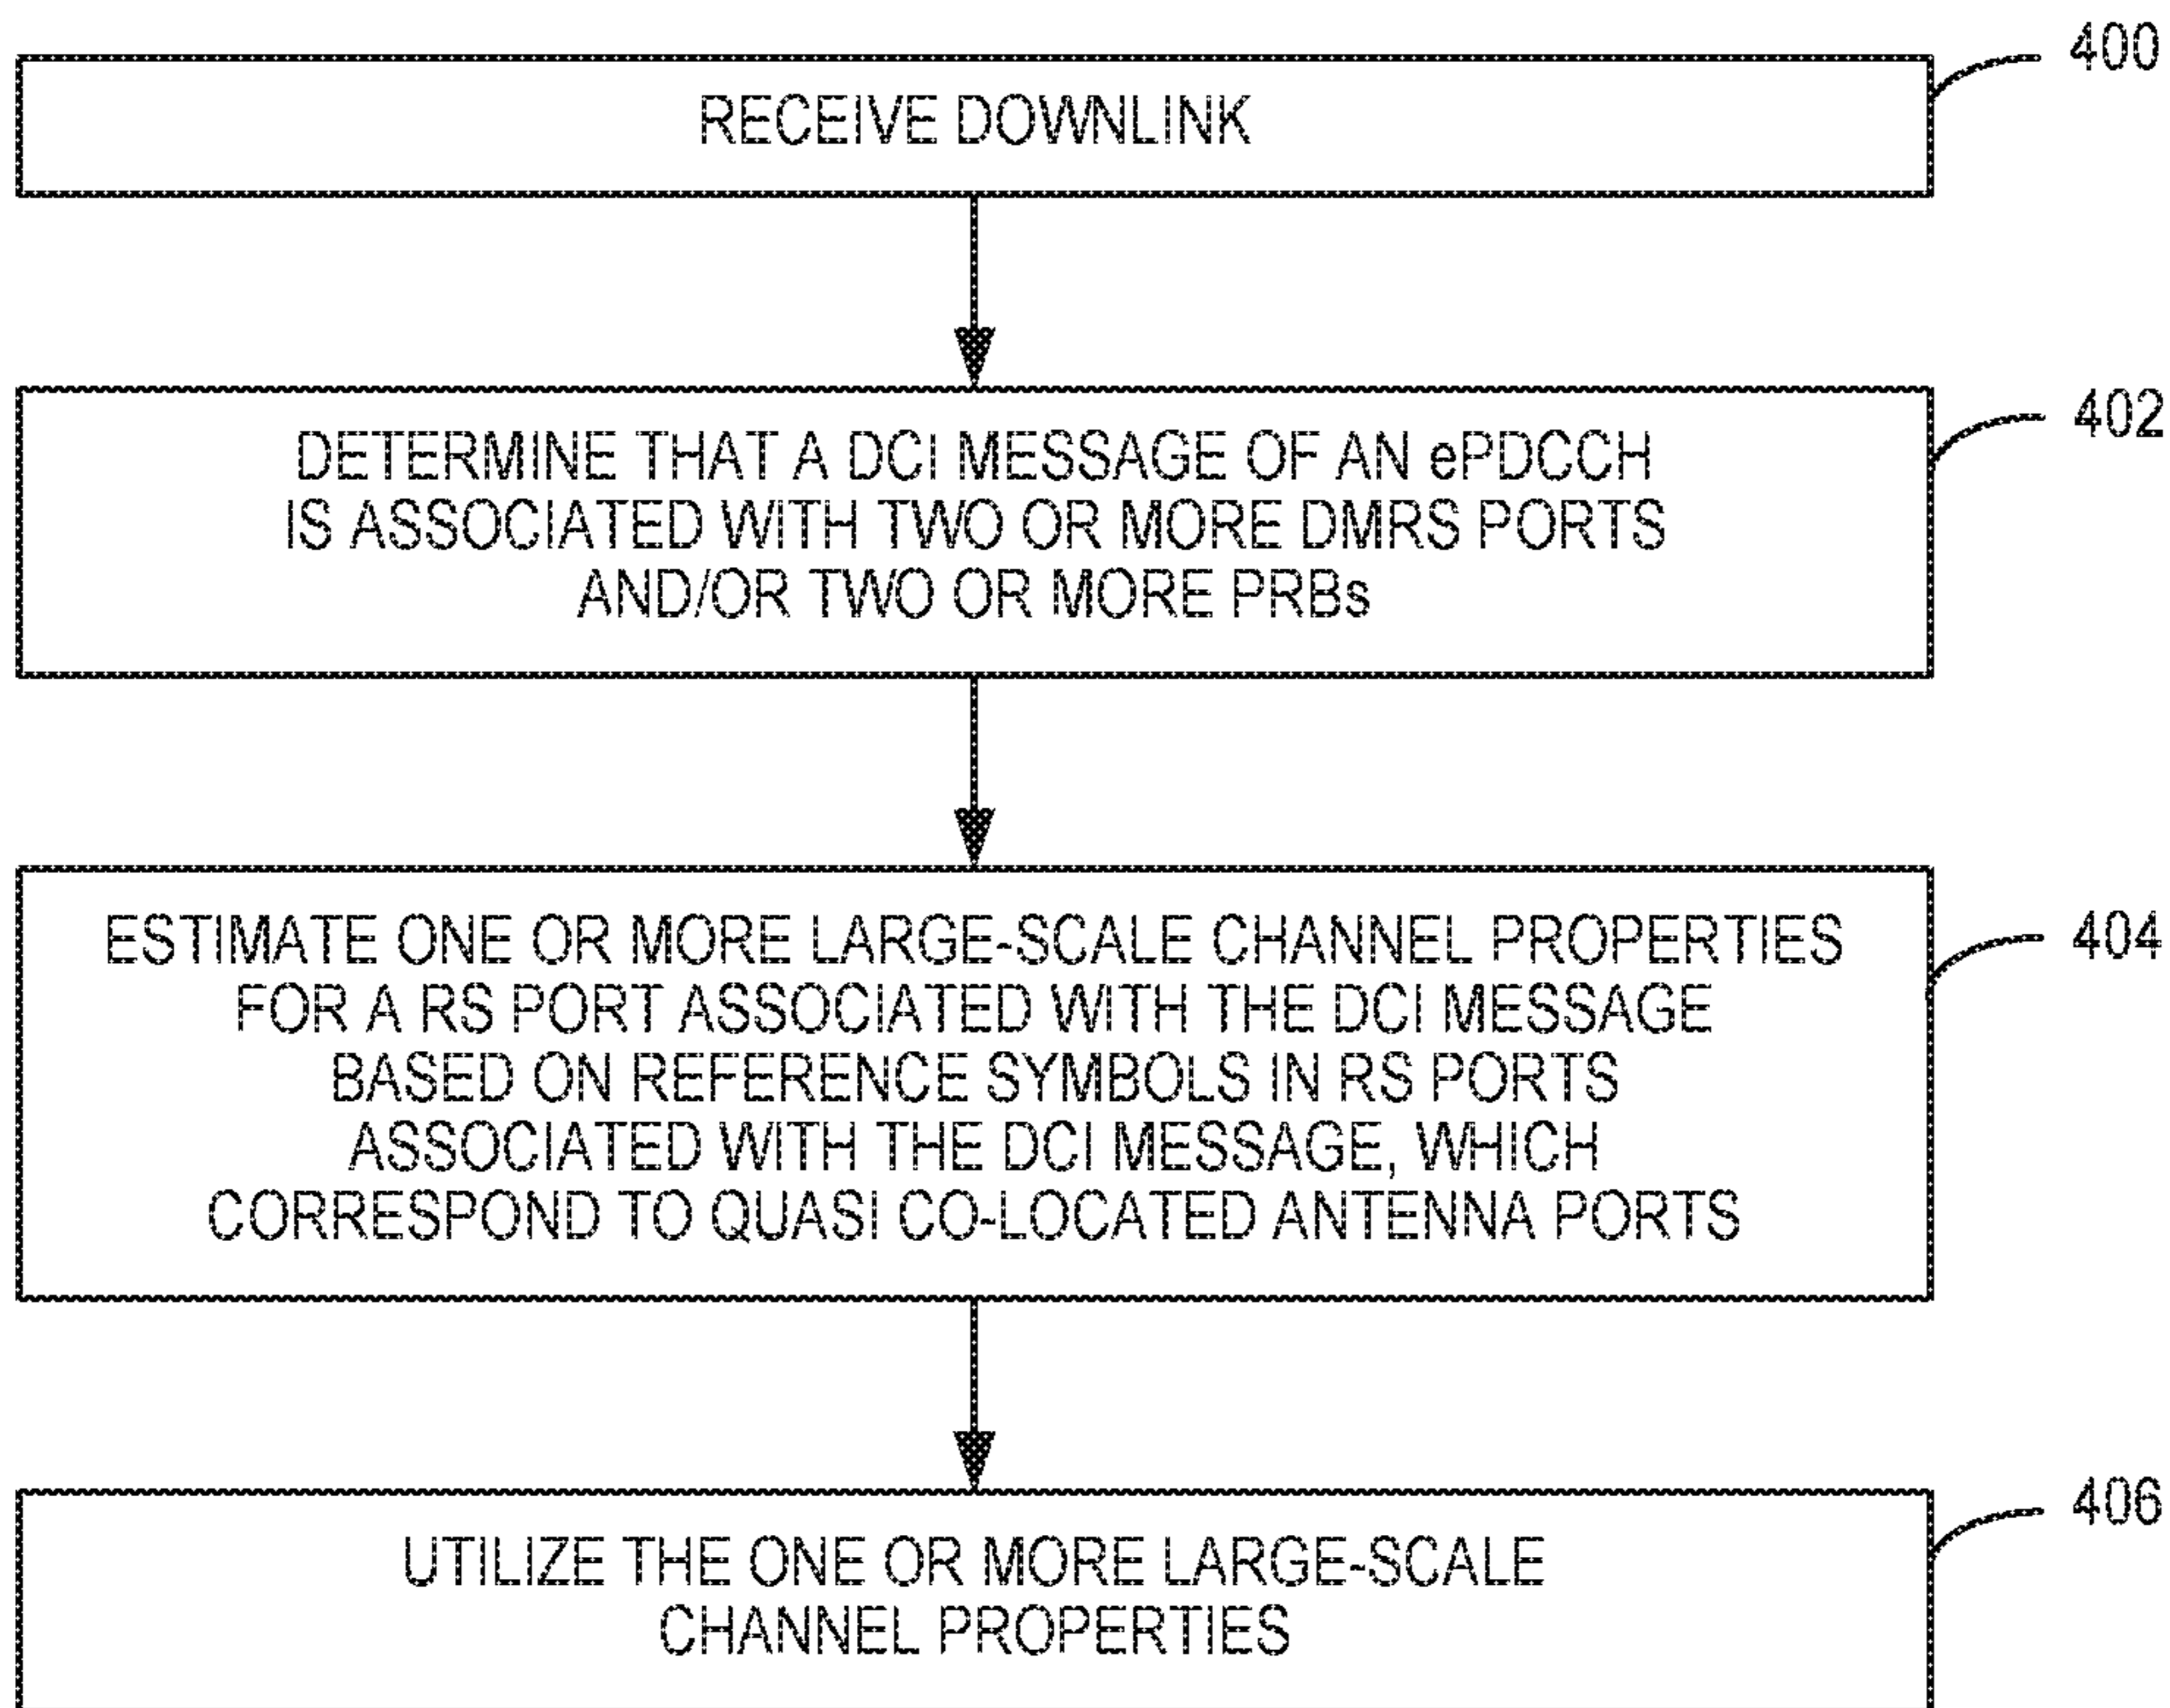 400
RECEIVE DOWNLINK
402
DETERMINE THAT A DCI MESSAGE OF AN ePDCCH
IS ASSOCIATED WITH TWO OR MORE DMRS PORTS
AND/OR TWO OR MORE PRBs
404
ESTIMATE ONE OR MORE LARGE-SCALE CHANNEL PROPERTIES
FOR A RS PORT ASSOCIATED WITH THE DCI MESSAGE
BASED ON REFERENCE SYMBOLS IN RS PORTS
ASSOCIATED WITH THE DCI MESSAGE, WHICH
CORRESPOND TO QUASI CO-LOCATED ANTENNA PORTS
406
UTILIZE THE ONE OR MORE LARGE-SCALE
CHANNEL PROPERTIES